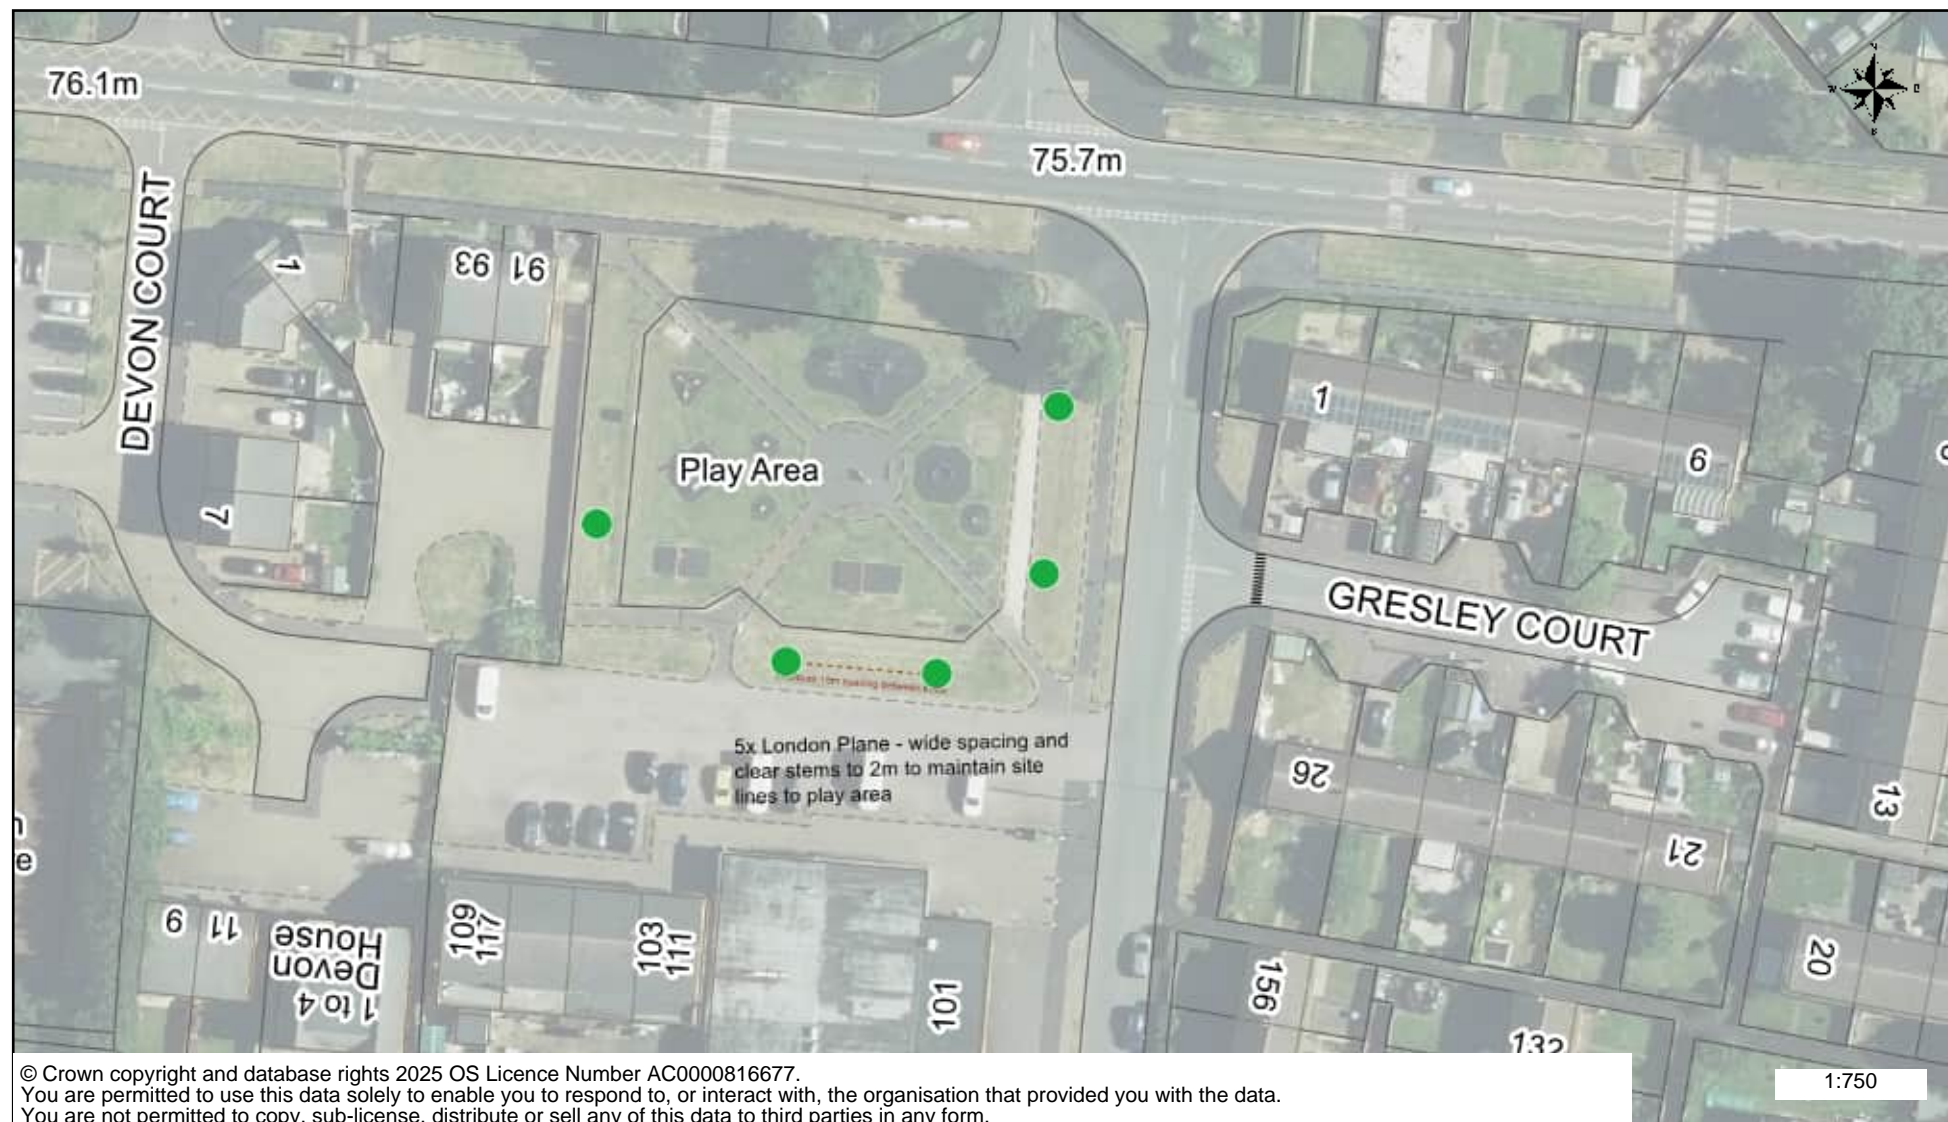 76.1m
75.7m
DEVON COURT
1
93
91
7
Play Area
1
6
GRESLEY COURT
5x London Plane - wide spacing and
clear stems to 2m to maintain site
lines to play area
26
21
13
9
11
1 to 4
Devon
House
109
117
103
111
101
156
132
20
e
© Crown copyright and database rights 2025 OS Licence Number AC0000816677.
You are permitted to use this data solely to enable you to respond to, or interact with, the organisation that provided you with the data.
You are not permitted to copy, sub-license, distribute or sell any of this data to third parties in any form.
1:750